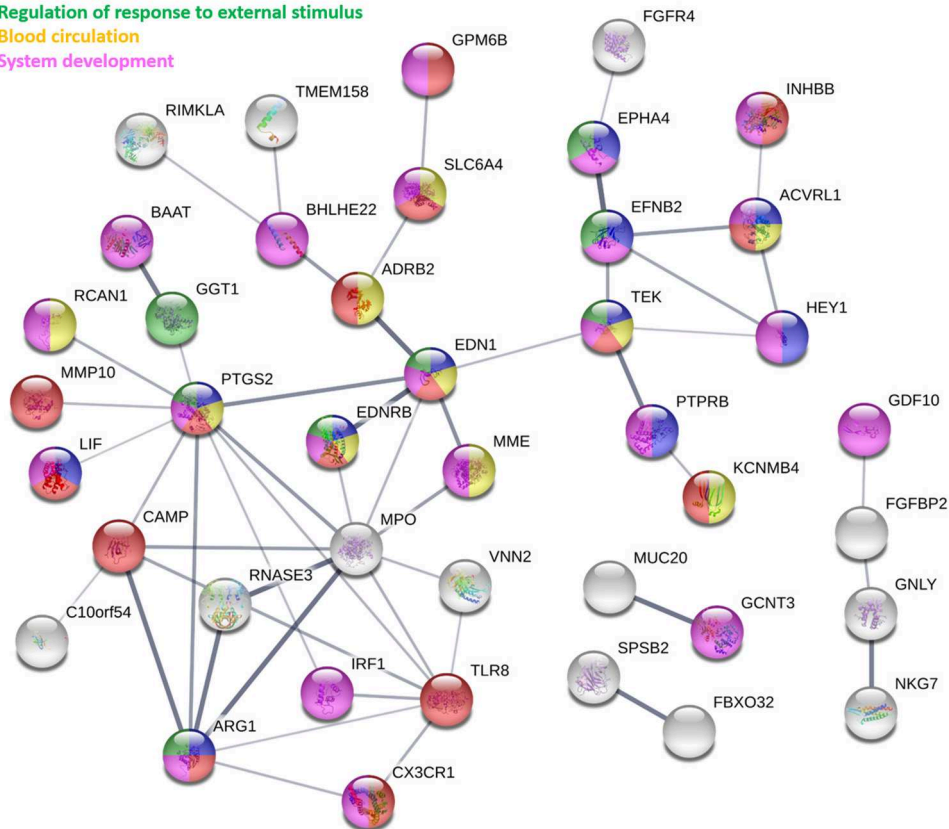 Regulation of response to external stimulus
Blood circulation
System development
FGFR4
GPM6B
TMEM158
INHBB
RIMKLA
EPHA4
SLC6A4
ACVRL1
BAAT
BHLHE22
EFNB2
ADRB2
RCAN1
GGT1
TEK
HEY1
EDN1
MMP10
PTGS2
PTPRB
GDF10
EDNRB
LIF
MME
KCNMB4
CAMP
MPO
FGFBP2
MUC20
VNN2
RNASE3
GNLY
C10orf54
GCNT3
SPSB2
IRF1
TLR8
NKG7
FBXO32
ARG1
CX3CR1